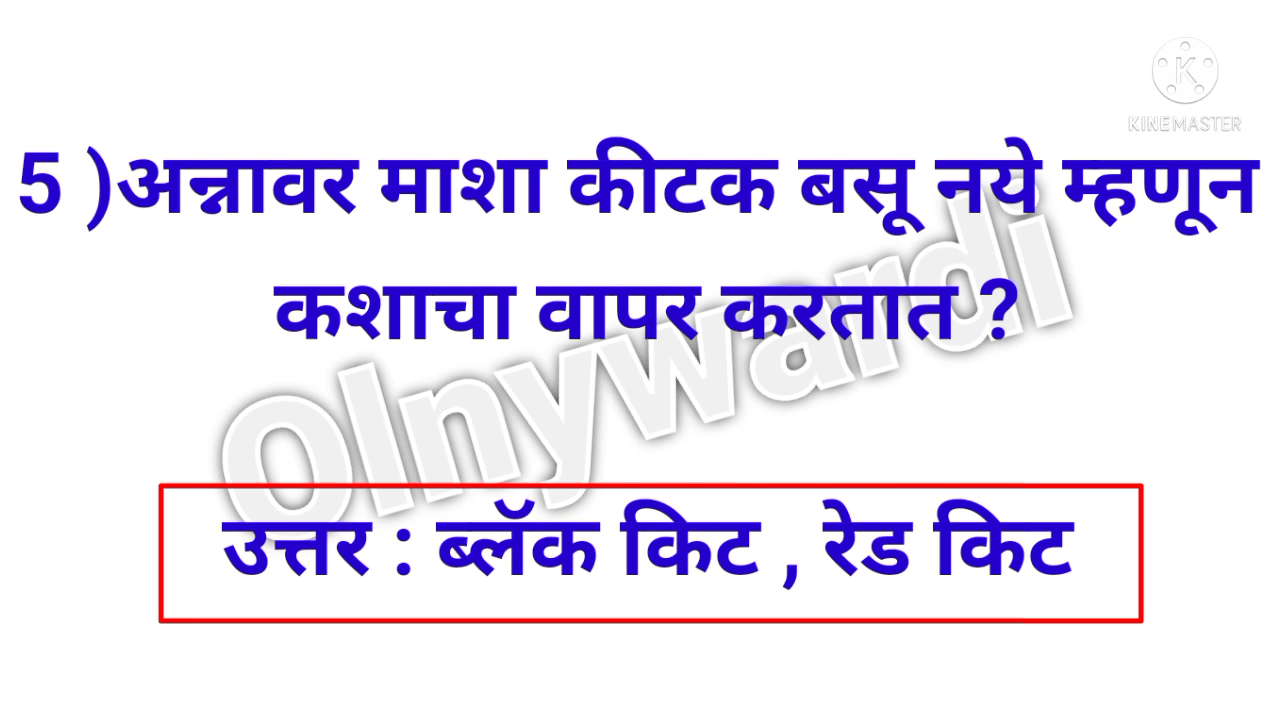 KINEMASTER
5 )अन्नावर माशा कीटक बसू नये म्हणून
कशाचा वापर करतात ?
Olnywardi
उत्तर : ब्लॅक किट , रेड किट